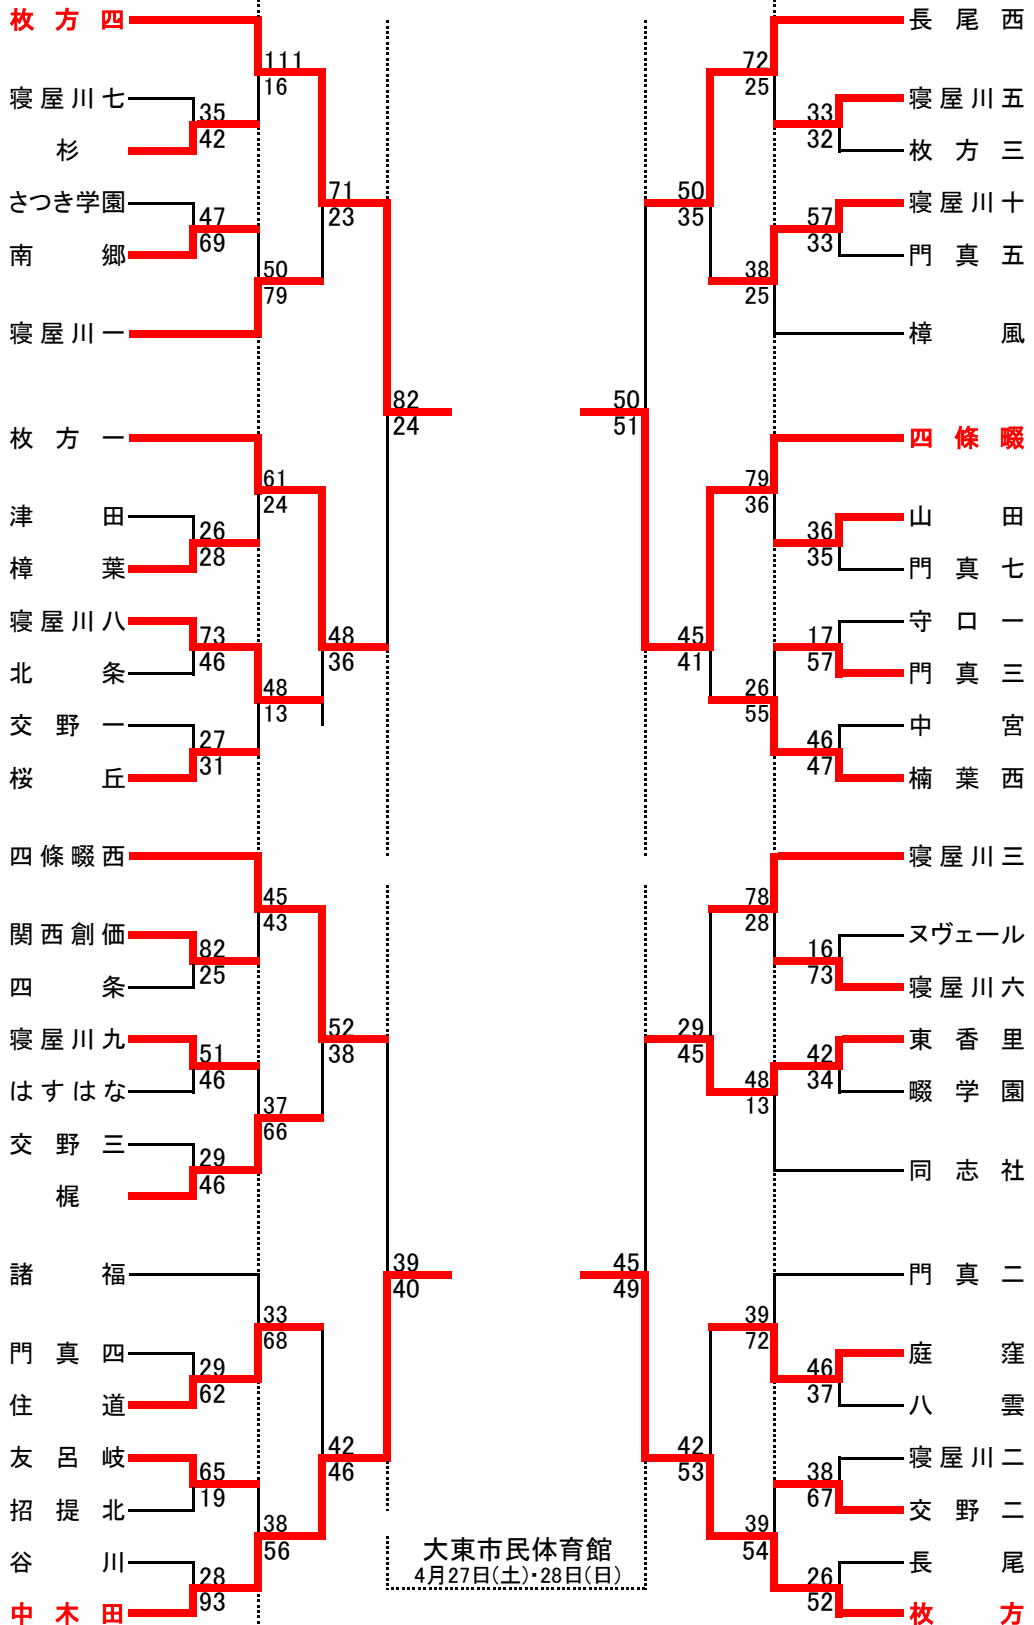 枚方四
111
16
寝屋川七
35
42
杉
さつき学園
47
69
南郷
71
23
50
79
寝屋川一
82
24
枚方一
61
24
津田
26
28
樟葉
寝屋川八
73
46
北条
48
36
48
13
交野一
27
31
桜丘
四條畷西
45
43
関西創価
82
25
四条
寝屋川九
51
46
はすはな
52
38
37
66
交野三
29
46
梶
諸福
39
40
33
68
門真四
29
62
住道
友呂岐
65
19
招提北
42
46
38
56
谷川
28
93
中木田
長尾西
72
25
寝屋川五
33
32
枚方三
50
35
寝屋川十
57
33
門真五
38
25
樟風
50
51
四條畷
79
36
山田
36
35
門真七
守口一
17
57
門真三
45
41
26
55
中宮
46
47
楠葉西
寝屋川三
78
28
ヌヴェール
16
73
寝屋川六
29
45
東香里
42
34
畷学園
48
13
同志社
45
49
門真二
39
72
庭窪
46
37
八雲
42
53
寝屋川二
38
67
交野二
39
54
長尾
26
52
枚方
大東市民体育館
4月27日(土)・28日(日)